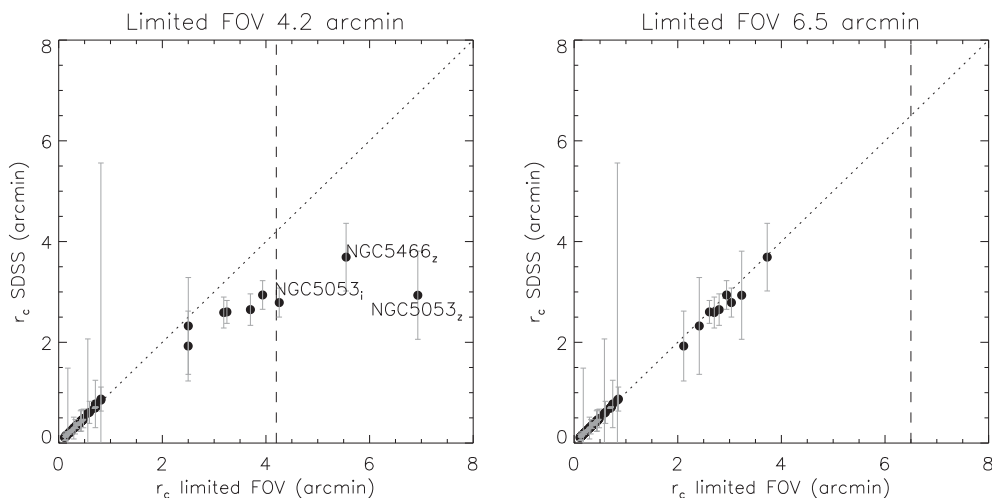 Limited FOV 4.2 arcmin
r_c SDSS (arcmin)
8
6
4
2
0
NGC5466_z
NGC5053_i
NGC5053_z
0 2 4 6 8
r_c limited FOV (arcmin)
Limited FOV 6.5 arcmin
r_c SDSS (arcmin)
8
6
4
2
0
0 2 4 6 8
r_c limited FOV (arcmin)